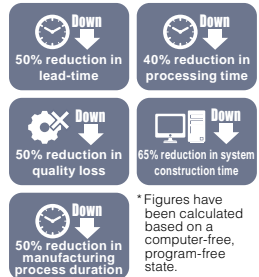 Down
50% reduction in
lead-time
Down
40% reduction in
processing time
Down
50% reduction in
quality loss
Down
65% reduction in system
construction time
Down
50% reduction in
manufacturing
process duration
* Figures have
been calculated
based on a
computer-free,
program-free
state.